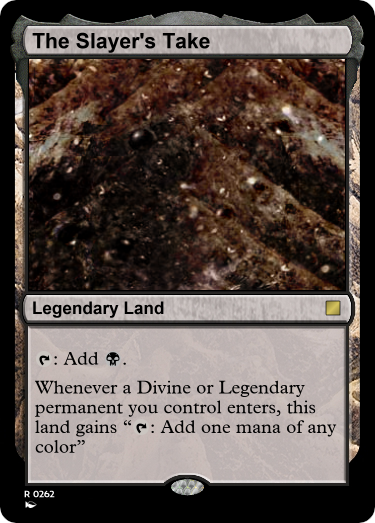 The Slayer's Take
Legendary Land
: Add .
Whenever a Divine or Legendary
permanent you control enters, this
land gains “ : Add one mana of any
color”
R 0262